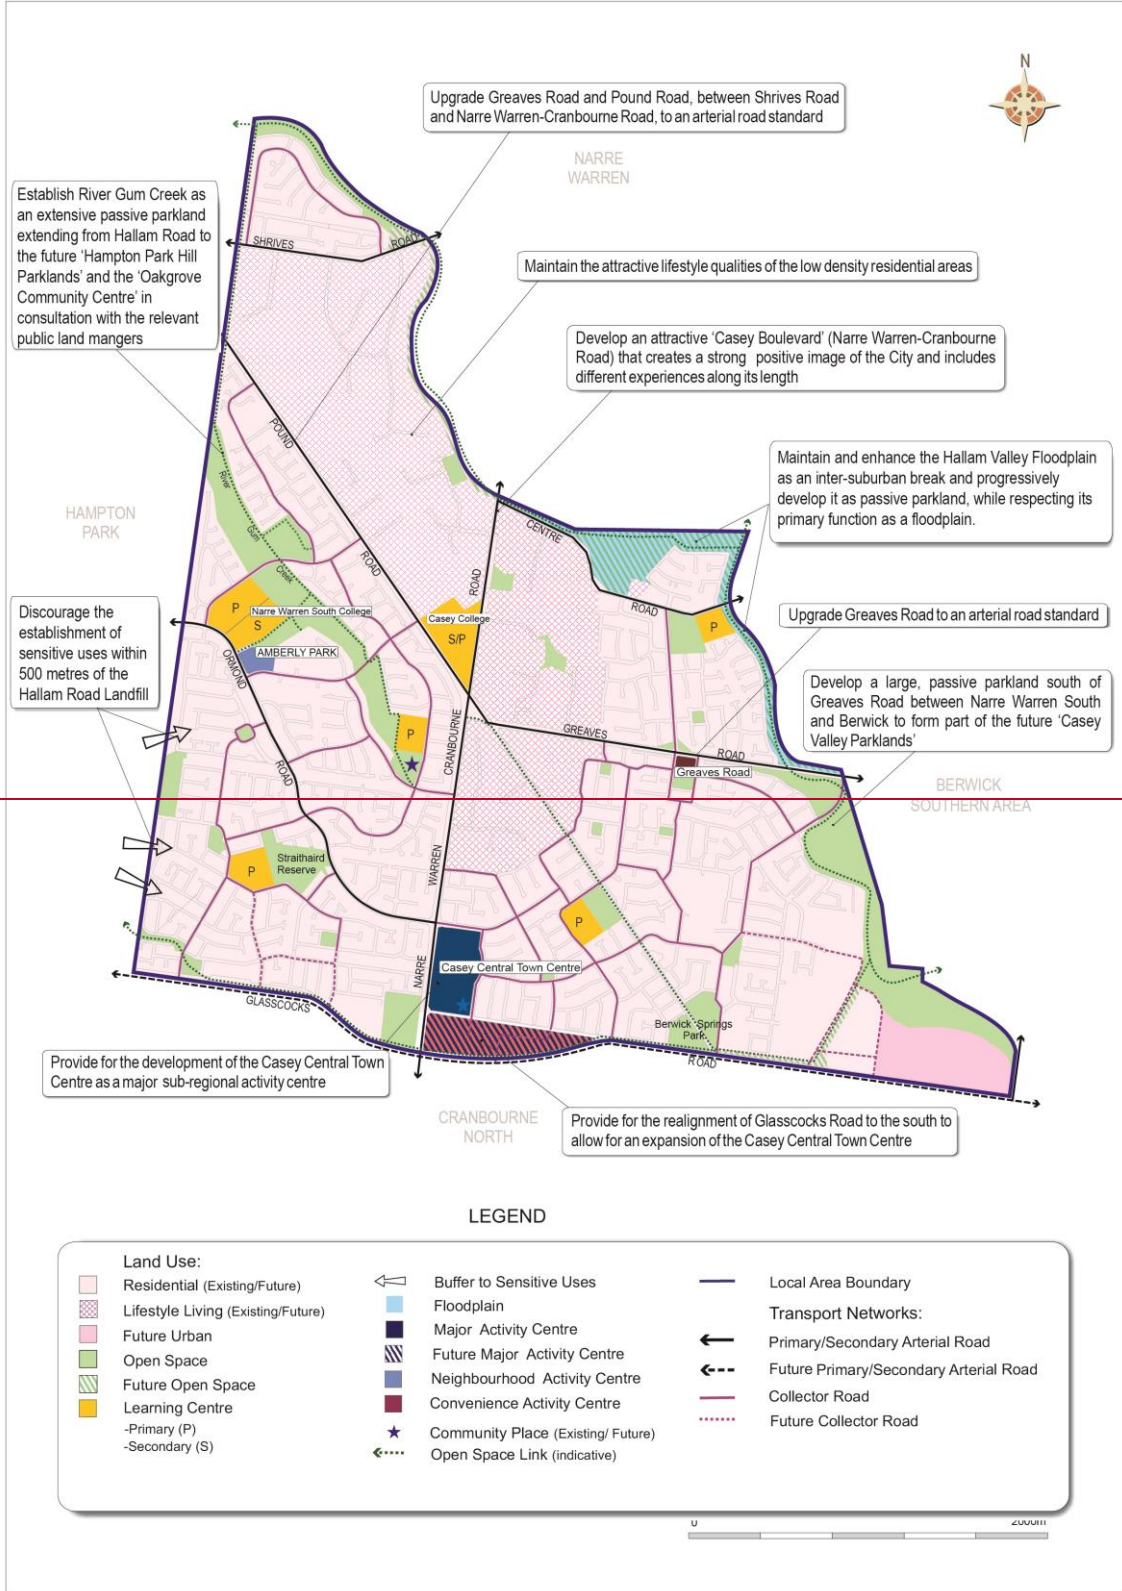 N
Upgrade Greaves Road and Pound Road, between Shrives Road
and Narre Warren-Cranbourne Road, to an arterial road standard
NARRE
WARREN
Establish River Gum Creek as
an extensive passive parkland
extending from Hallam Road to
the future ‘Hampton Park Hill
Parklands’ and the ‘Oakgrove
Community Centre’ in
consultation with the relevant
public land mangers
SHRIVES
ROAD
Maintain the attractive lifestyle qualities of the low density residential areas
Develop an attractive ‘Casey Boulevard’ (Narre Warren-Cranbourne
Road) that creates a strong positive image of the City and includes
different experiences along its length
POUND
ROAD
Maintain and enhance the Hallam Valley Floodplain
as an inter-suburban break and progressively
develop it as passive parkland, while respecting its
primary function as a floodplain.
HAMPTON
PARK
River
Gum
Creek
CENTRE
ROAD
ROAD
Discourage the
establishment of
sensitive uses within
500 metres of the
Hallam Road Landfill
P
S
Narre Warren South College
Casey College
S/P
P
Upgrade Greaves Road to an arterial road standard
AMBERLY PARK
ORMOND
ROAD
Develop a large, passive parkland south of
Greaves Road between Narre Warren South
and Berwick to form part of the future ‘Casey
Valley Parklands’
P
CRANBOURNE
GREAVES
ROAD
Greaves Road
BERWICK
SOUTHERN AREA
WARREN
P
Straithaird
Reserve
P
NARRE
Casey Central Town Centre
GLASSCOCKS
Berwick Springs
Park
ROAD
Provide for the development of the Casey Central Town
Centre as a major sub-regional activity centre
CRANBOURNE
NORTH
Provide for the realignment of Glasscocks Road to the south to
allow for an expansion of the Casey Central Town Centre
LEGEND
Land Use:
Residential (Existing/Future)
Lifestyle Living (Existing/Future)
Future Urban
Open Space
Future Open Space
Learning Centre
-Primary (P)
-Secondary (S)
Buffer to Sensitive Uses
Floodplain
Major Activity Centre
Future Major Activity Centre
Neighbourhood Activity Centre
Convenience Activity Centre
Community Place (Existing/ Future)
Open Space Link (indicative)
Local Area Boundary
Transport Networks:
Primary/Secondary Arterial Road
Future Primary/Secondary Arterial Road
Collector Road
Future Collector Road
0 2000m